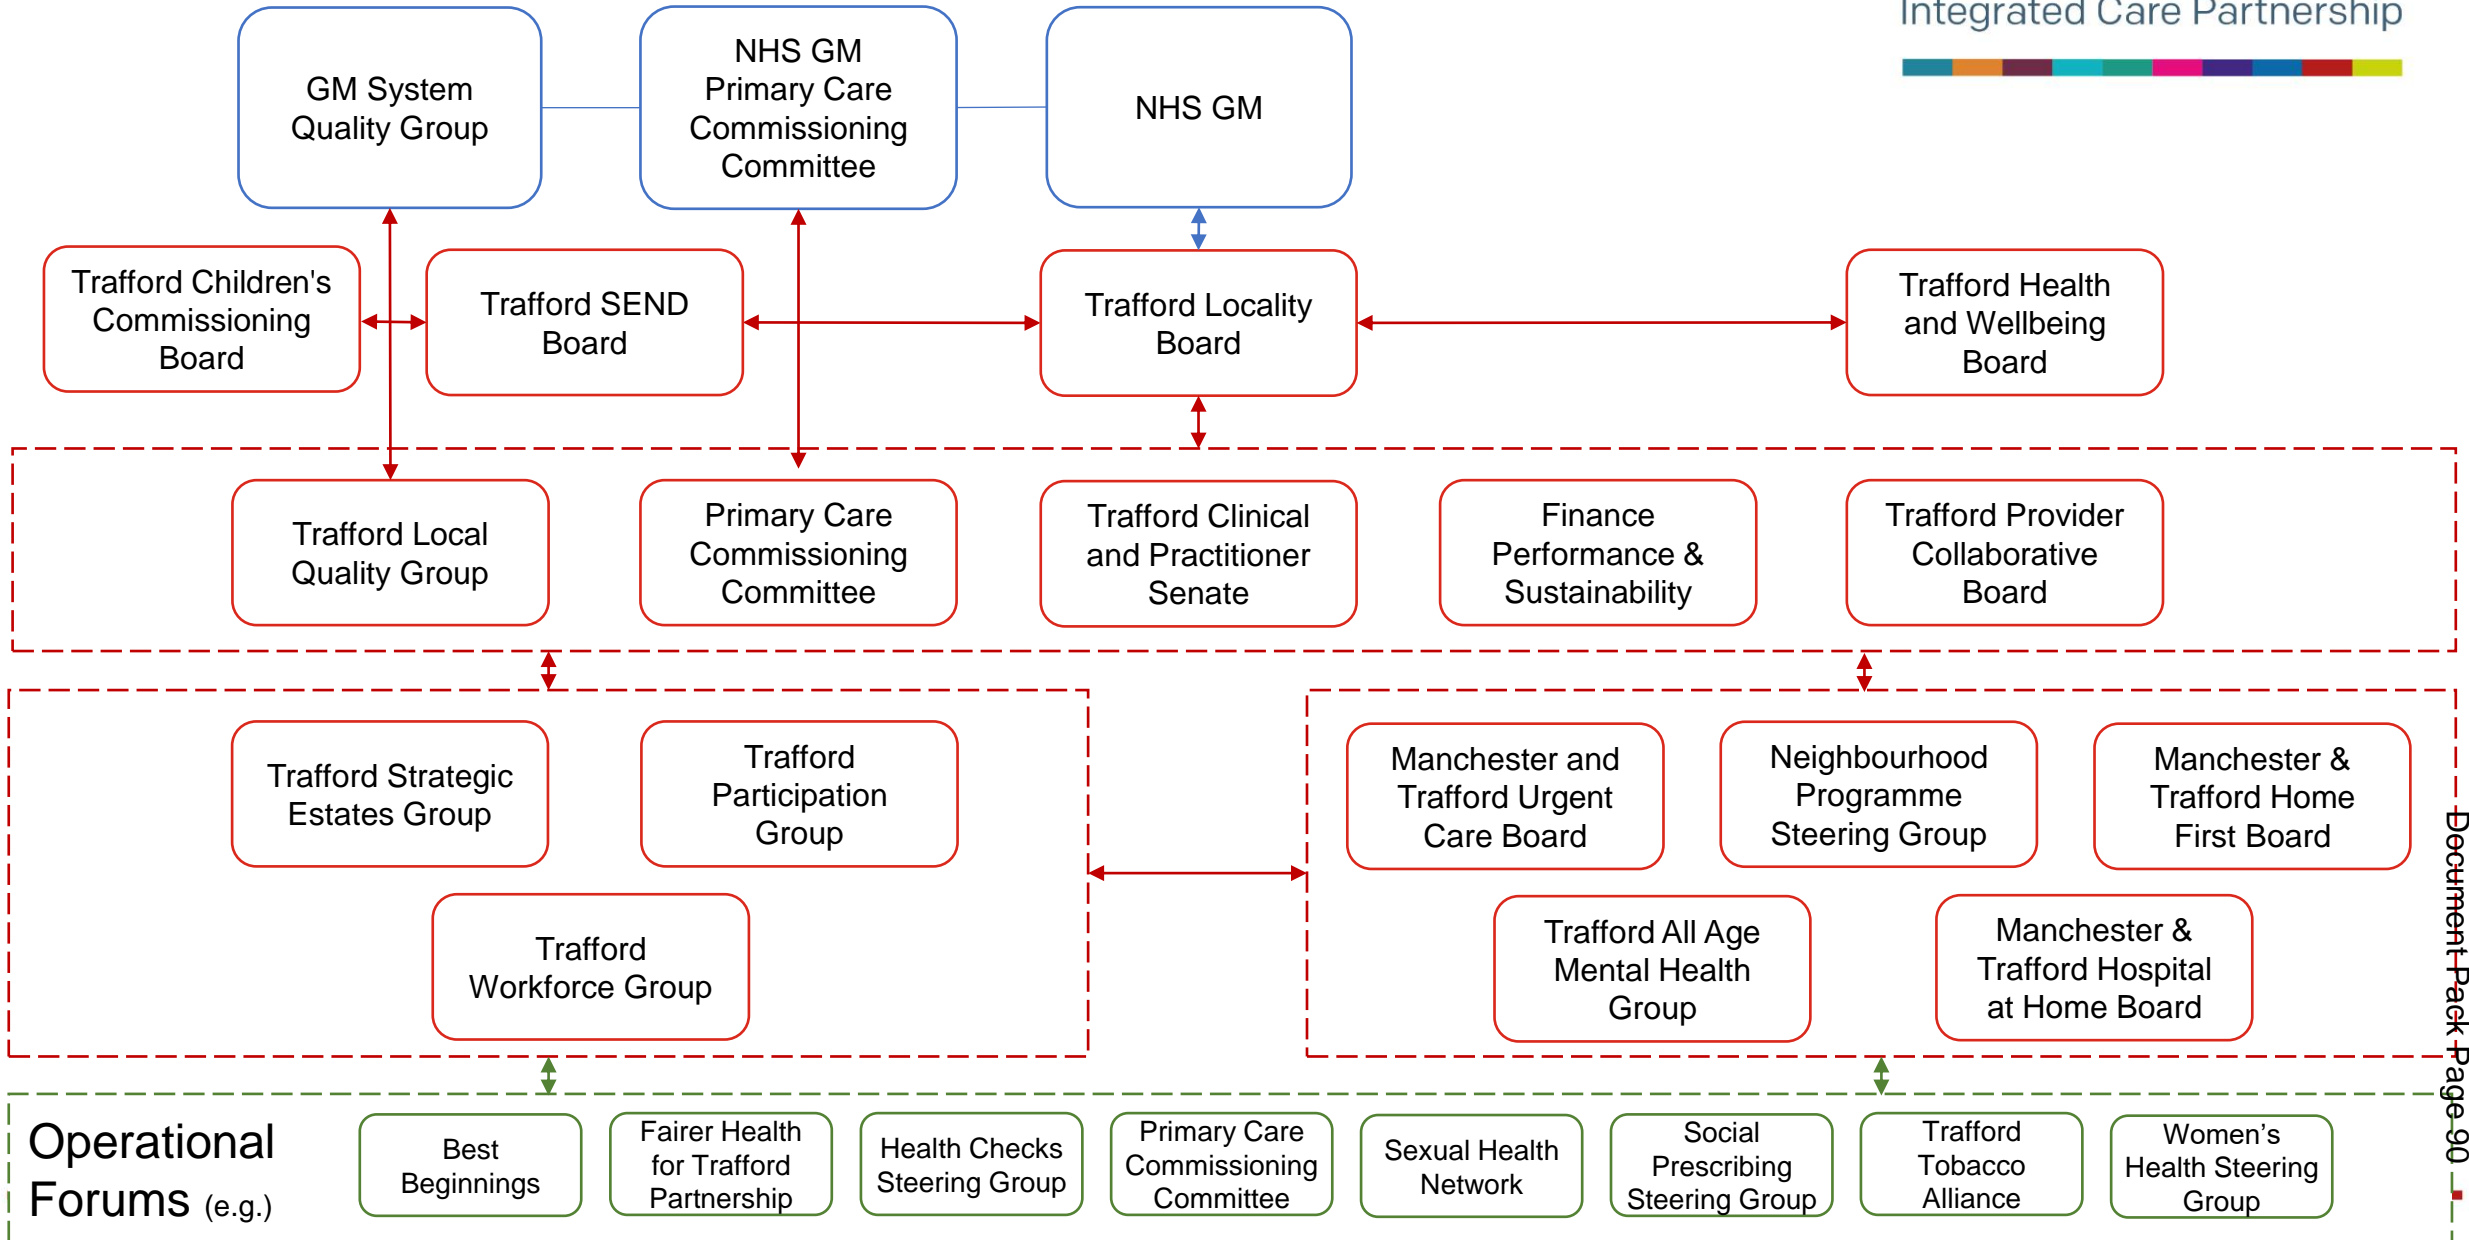 Integrated Care Partnership
GM System
Quality Group
NHS GM
Primary Care
Commissioning
Committee
NHS GM
Trafford Children's
Commissioning
Board
Trafford SEND
Board
Trafford Locality
Board
Trafford Health
and Wellbeing
Board
Trafford Local
Quality Group
Primary Care
Commissioning
Committee
Trafford Clinical
and Practitioner
Senate
Finance
Performance &
Sustainability
Trafford Provider
Collaborative
Board
Trafford Strategic
Estates Group
Trafford
Participation
Group
Trafford
Workforce Group
Manchester and
Trafford Urgent
Care Board
Neighbourhood
Programme
Steering Group
Manchester &
Trafford Home
First Board
Trafford All Age
Mental Health
Group
Manchester &
Trafford Hospital
at Home Board
Document Pack Page 90
Operational
Forums (e.g.)
Best
Beginnings
Fairer Health
for Trafford
Partnership
Health Checks
Steering Group
Primary Care
Commissioning
Committee
Sexual Health
Network
Social
Prescribing
Steering Group
Trafford
Tobacco
Alliance
Women’s
Health Steering
Group